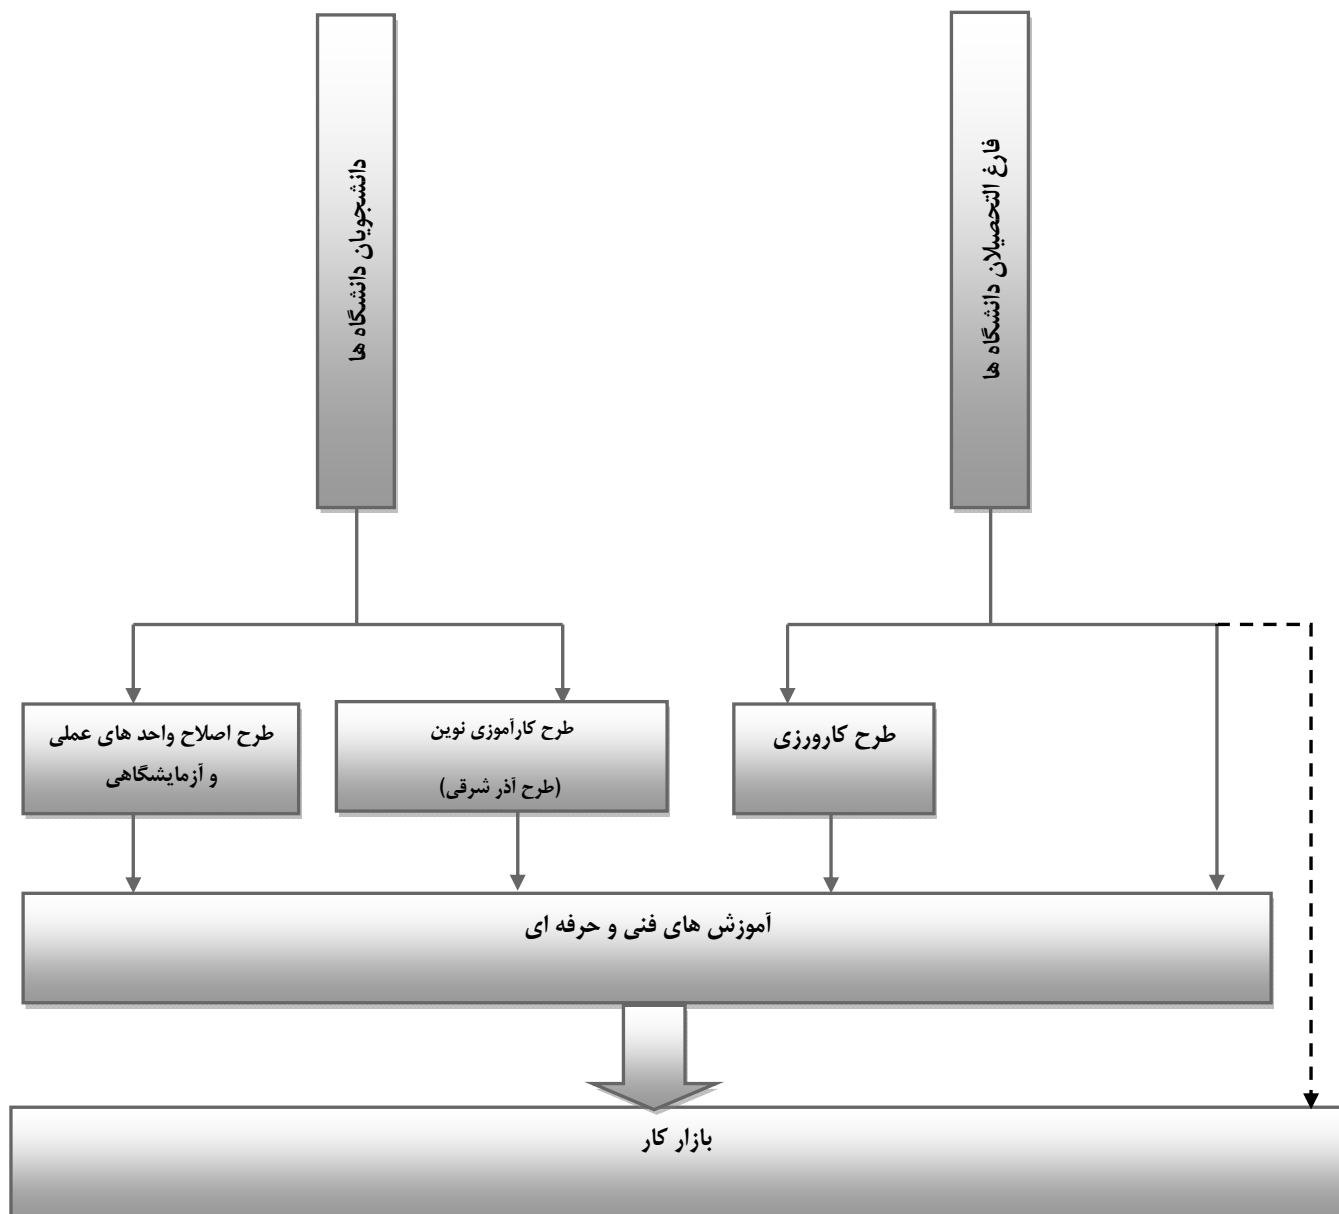 فارغ التحصیلان دانشگاه ها
دانشجویان دانشگاه ها
طرح کارورزی
طرح کارآموزی نوین
(طرح آذر شرقی)
طرح اصلاح واحد های عملی
و آزمایشگاهی
آموزش های فنی و حرفه ای
بازار کار